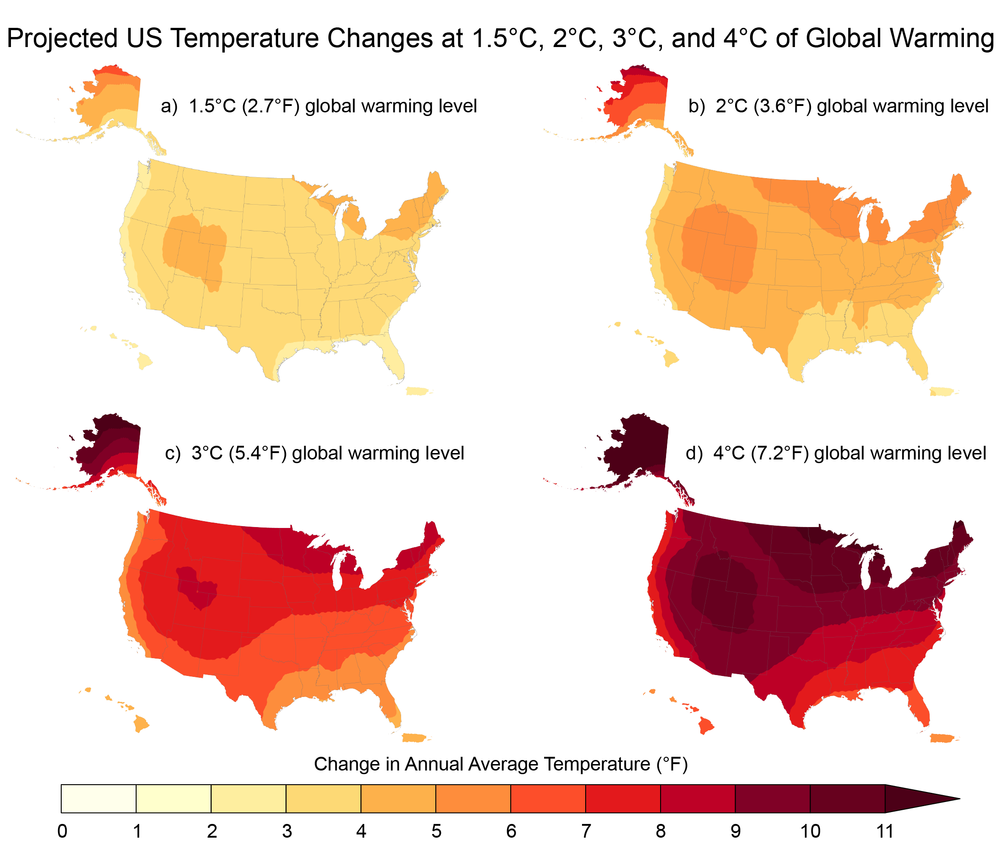 Projected US Temperature Changes at 1.5°C, 2°C, 3°C, and 4°C of Global Warming
a) 1.5°C (2.7°F) global warming level
b) 2°C (3.6°F) global warming level
c) 3°C (5.4°F) global warming level
d) 4°C (7.2°F) global warming level
Change in Annual Average Temperature (°F)
0 1 2 3 4 5 6 7 8 9 10 11